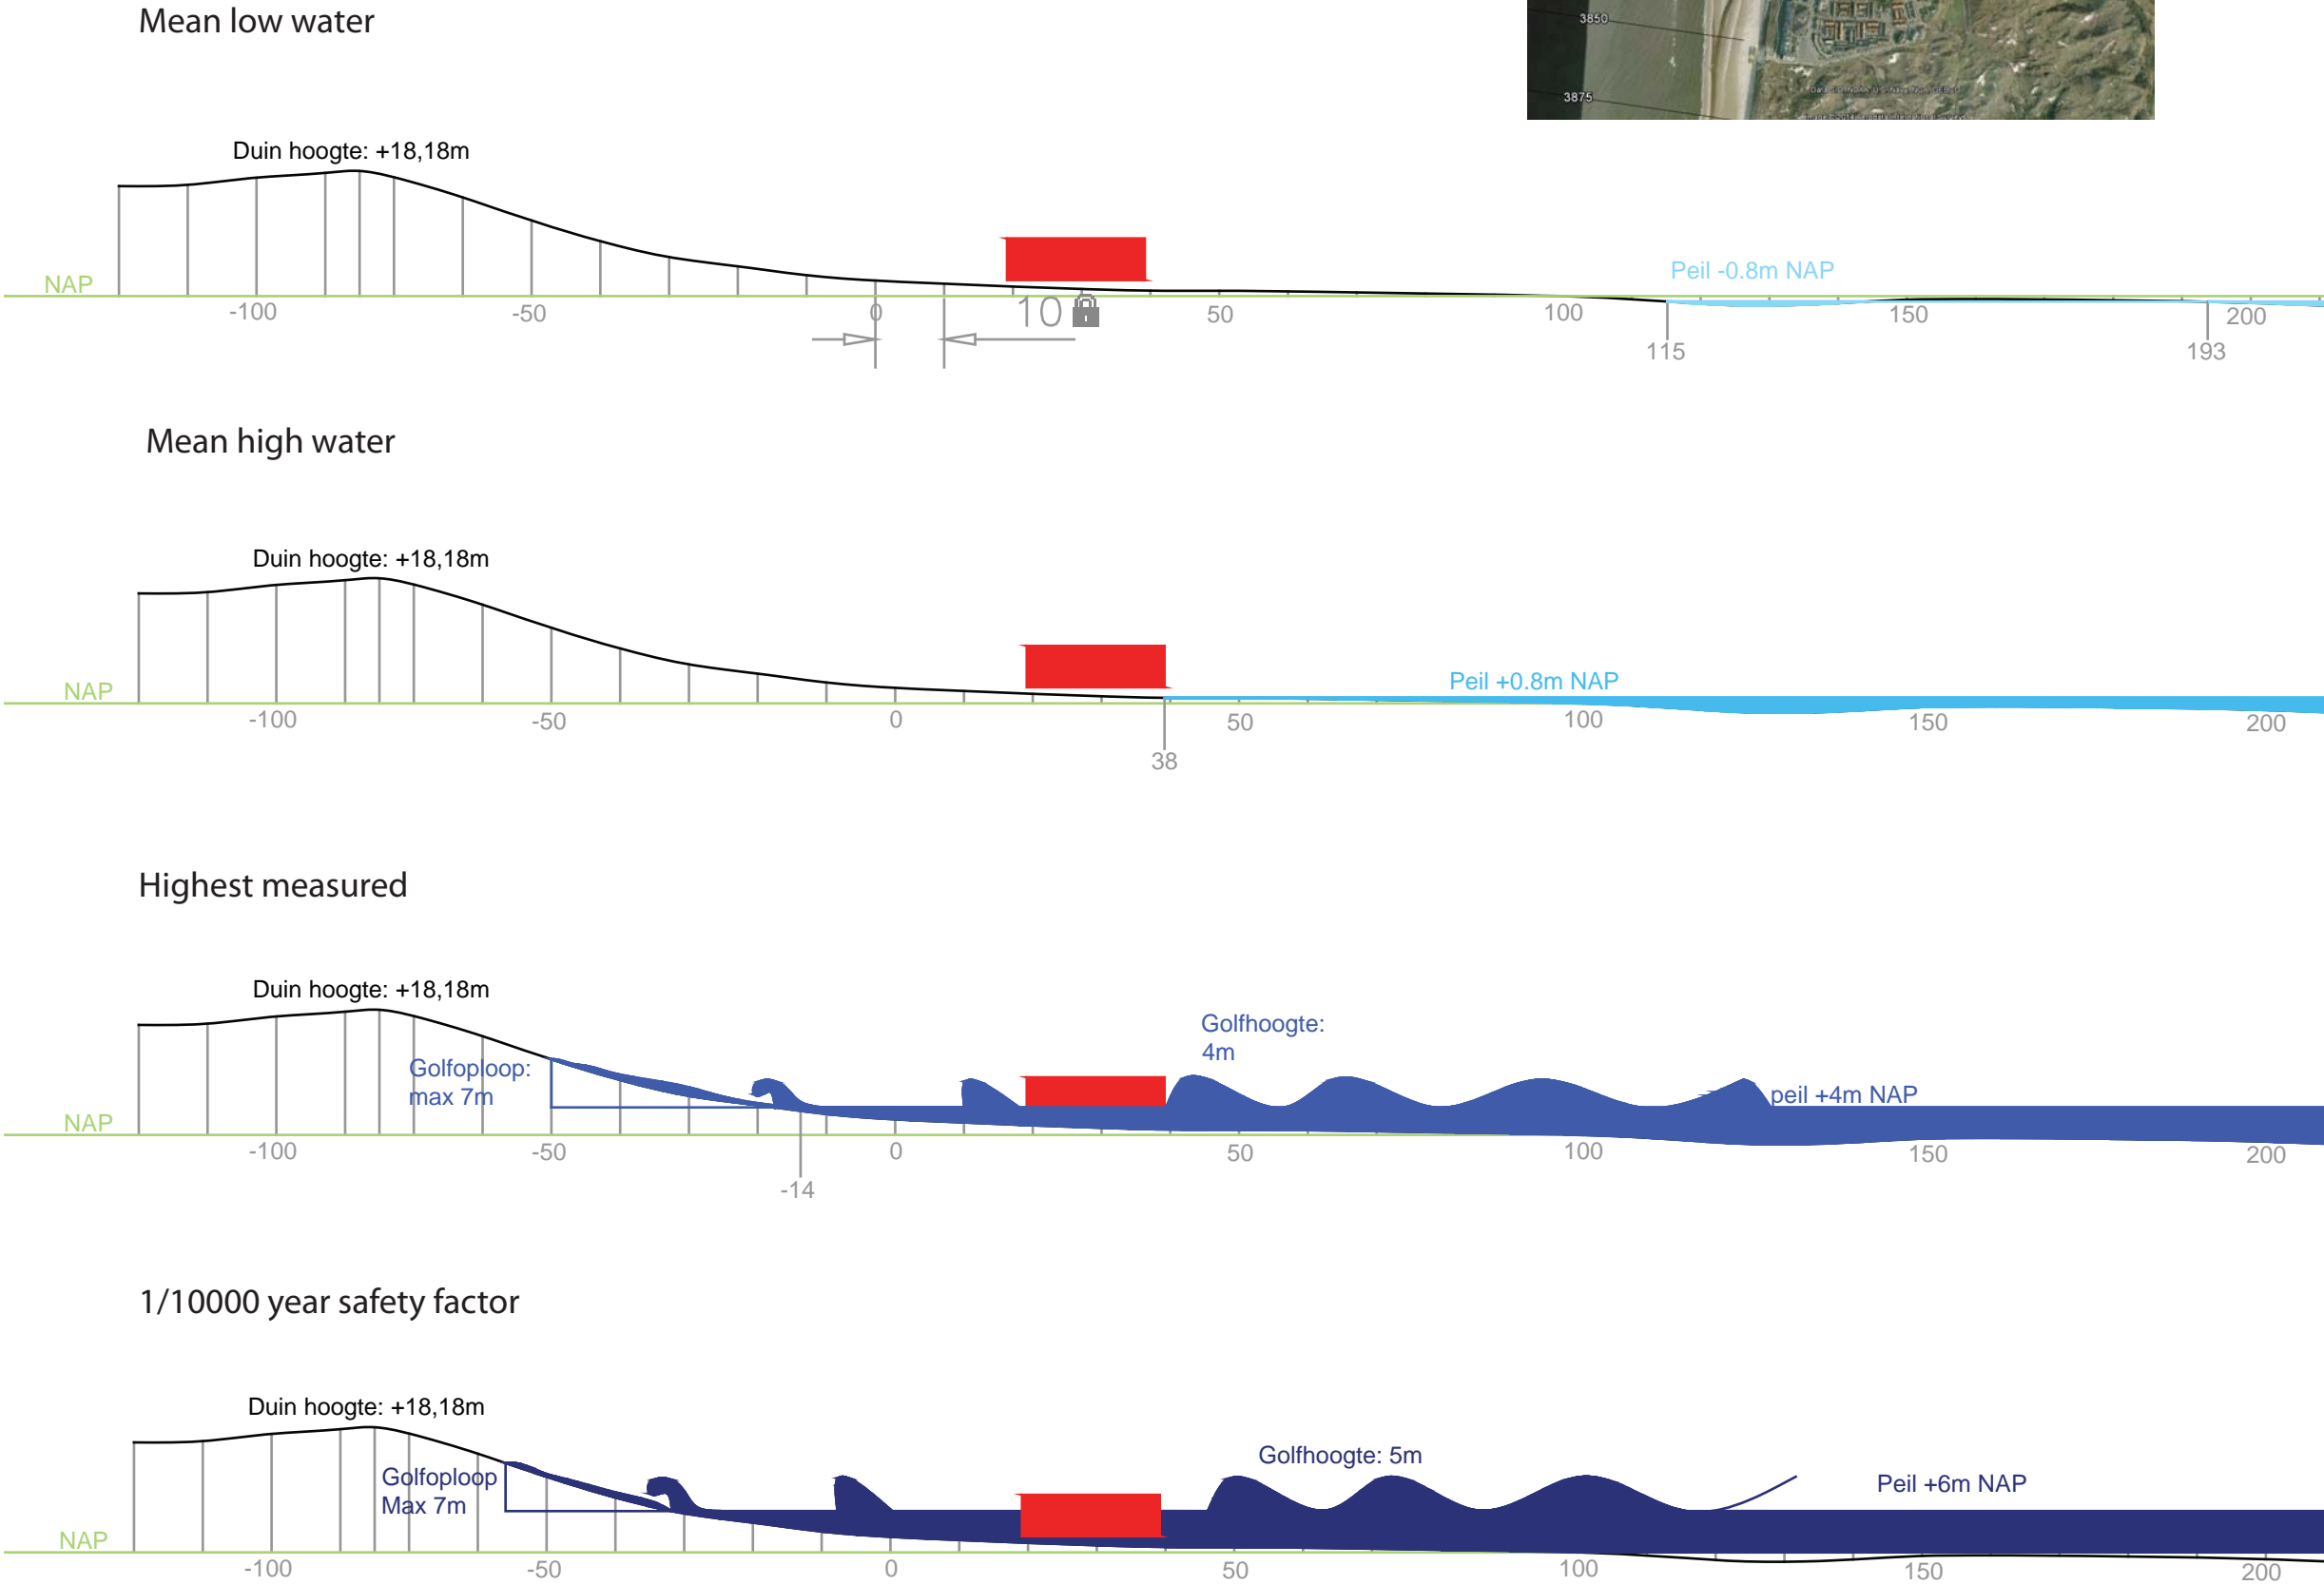 Mean low water
3850
3875
Duin hoogte: +18,18m
NAP
Peil -0.8m NAP
-100
-50
0
10
50
100
150
200
115
193
Mean high water
Duin hoogte: +18,18m
NAP
Peil +0.8m NAP
-100
-50
0
50
100
150
200
38
Highest measured
Duin hoogte: +18,18m
Golfhoogte:
4m
Golfoploop:
max 7m
peil +4m NAP
NAP
-100
-50
0
50
100
150
200
-14
1/10000 year safety factor
Duin hoogte: +18,18m
Golfhoogte: 5m
Golfoploop
Max 7m
Peil +6m NAP
NAP
-100
-50
0
50
100
150
200